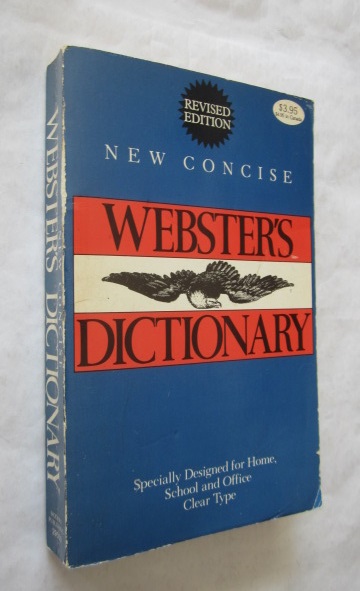 REVISED
EDITION
$3.95
NEW CONCISE
WEBSTER'S
DICTIONARY
Specially Designed for Home,
School and Office
Clear Type
WEBSTER'S DICTIONARY